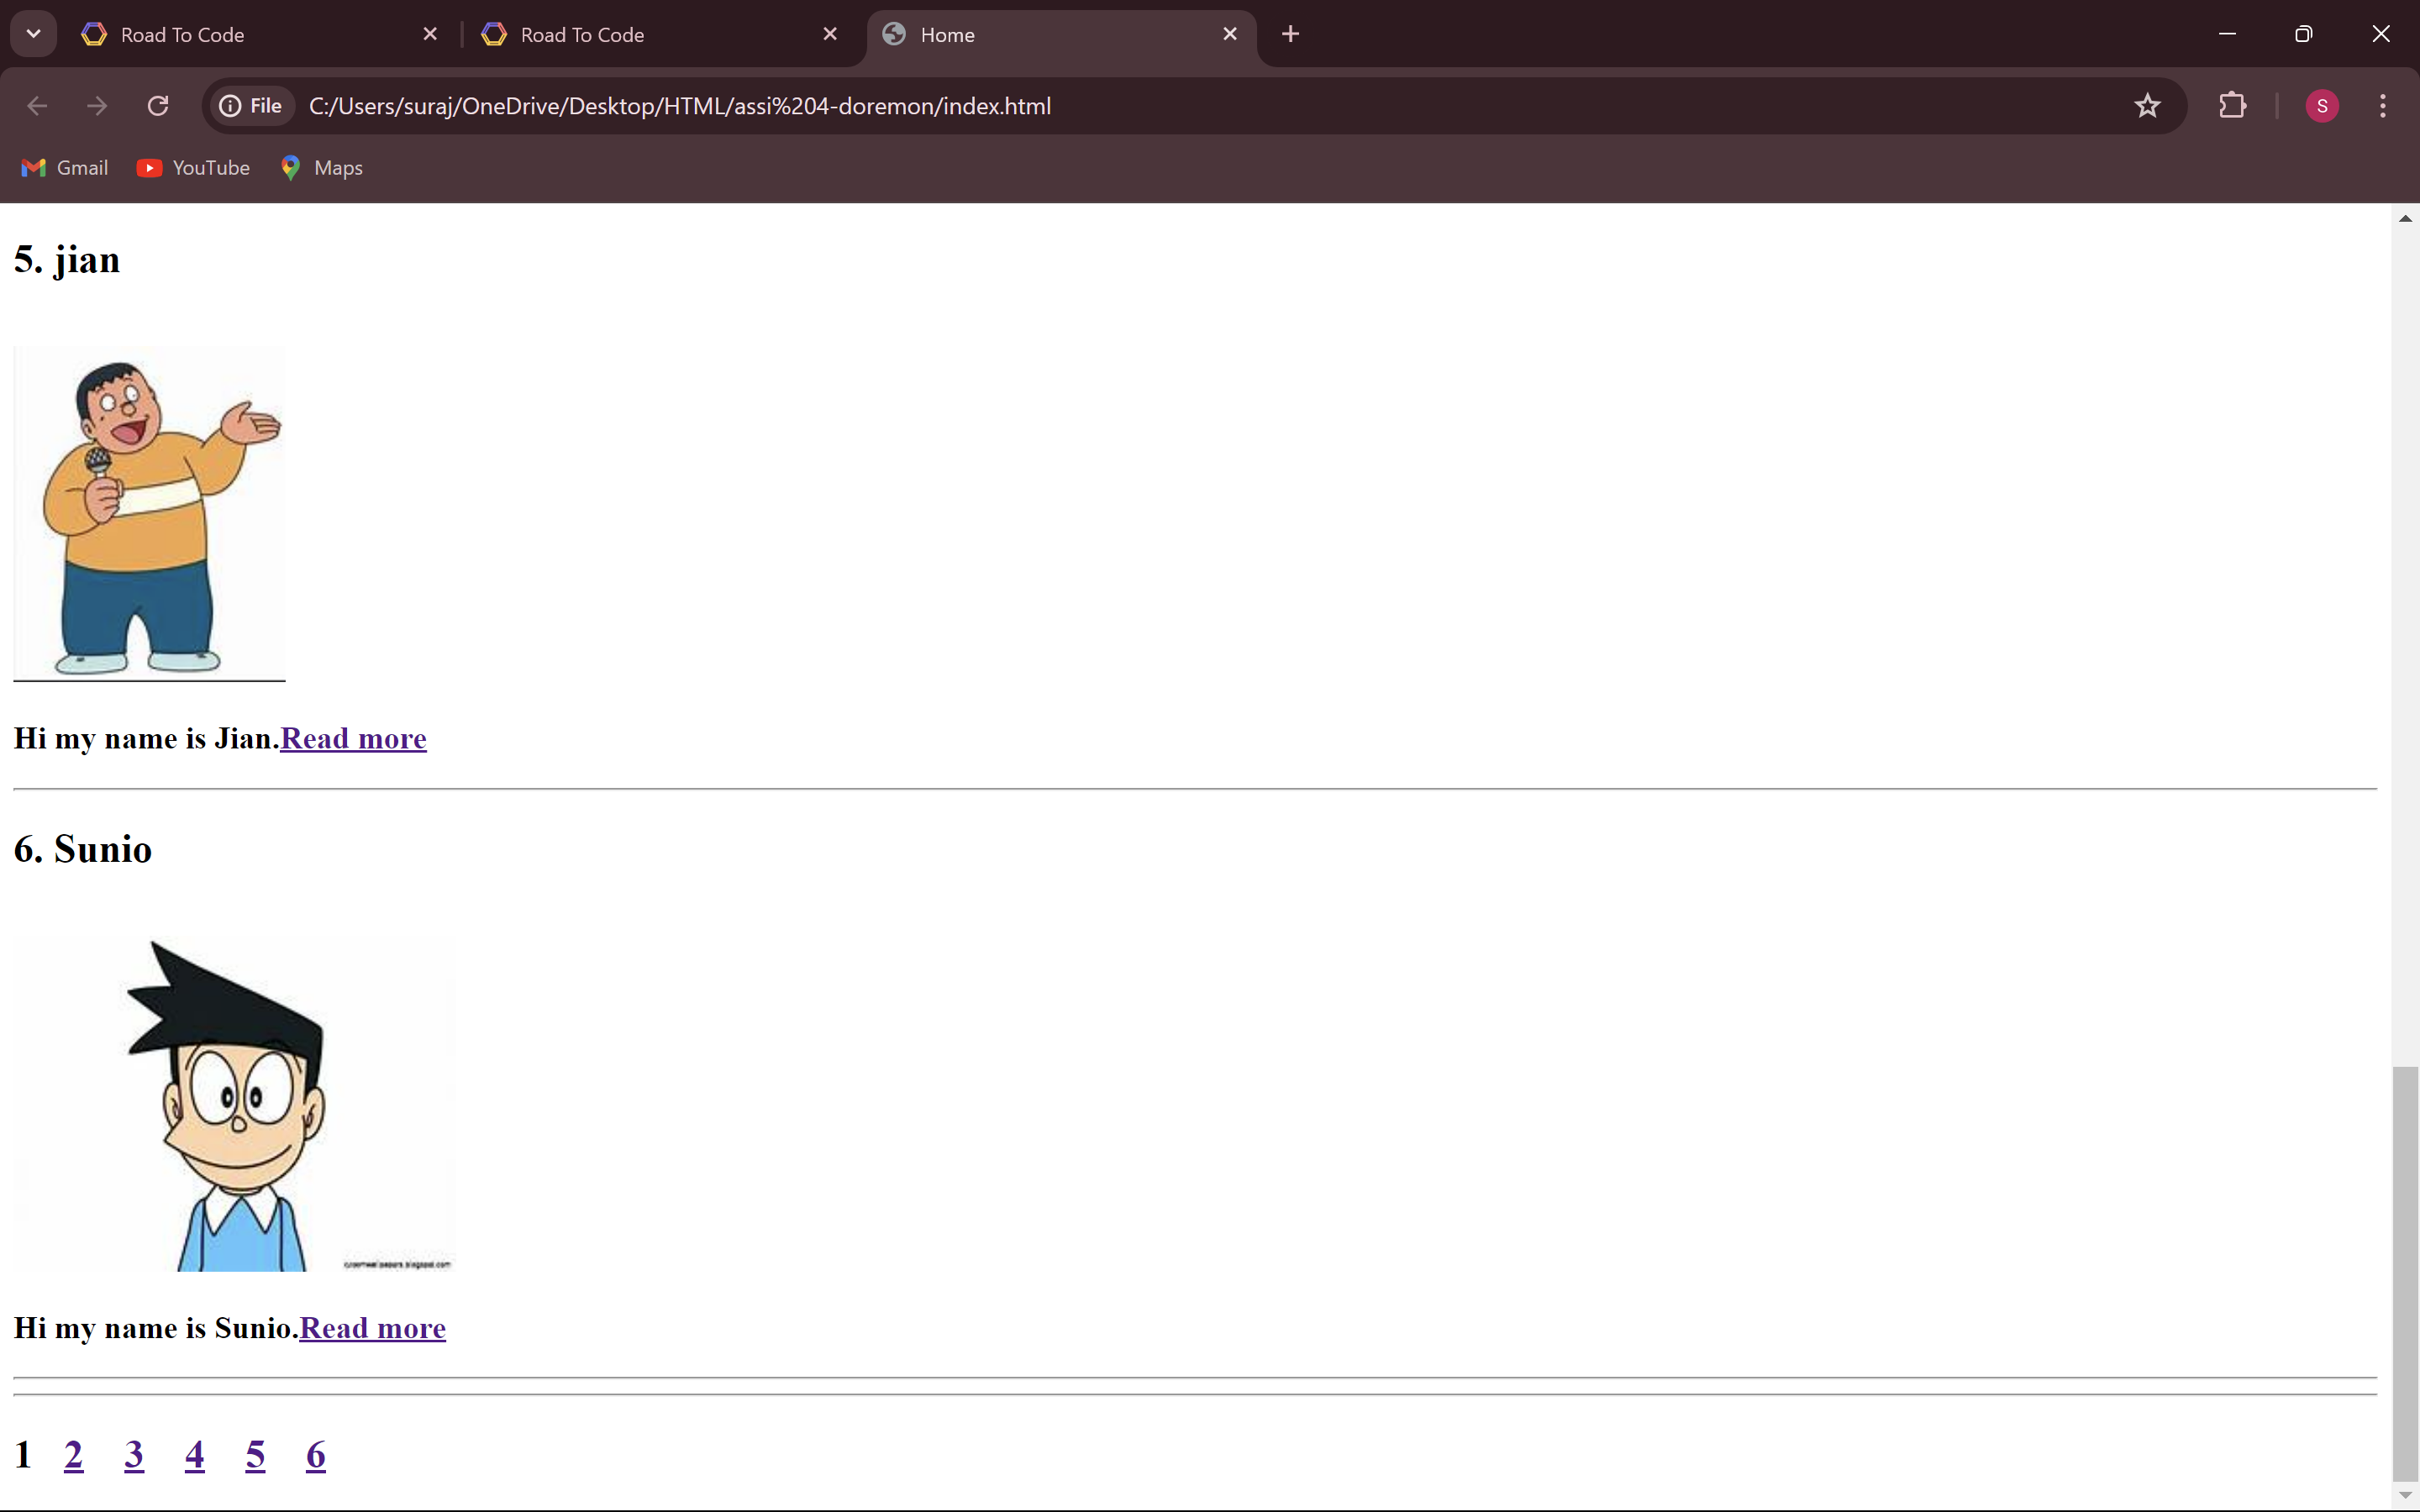 Road To Code
Road To Code
Home
File
C:/Users/suraj/OneDrive/Desktop/HTML/assi%204-doremon/index.html
S
Gmail
YouTube
Maps
5. jian
Hi my name is Jian.Read more
6. Sunio
Hi my name is Sunio.Read more
1 2 3 4 5 6